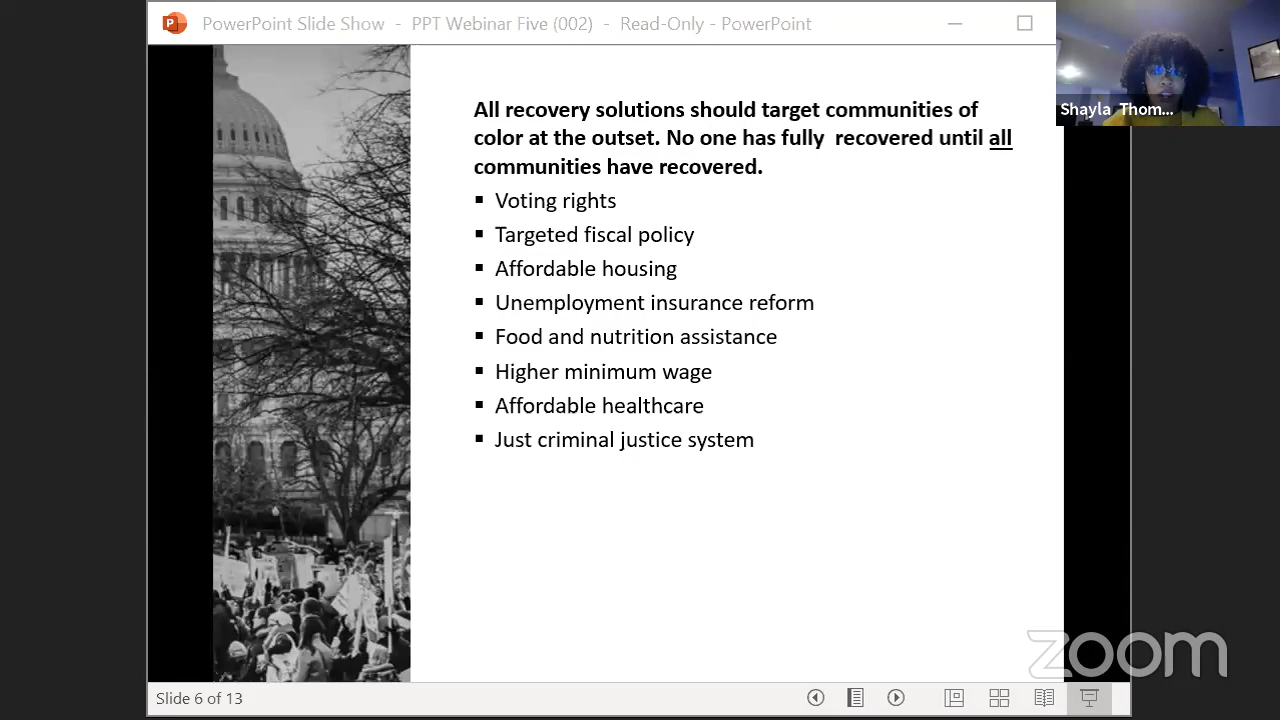 PowerPoint Slide Show - PPT Webinar Five (002) - Read-Only - PowerPoint
Shayla Thom...
All recovery solutions should target communities of
color at the outset. No one has fully recovered until all
communities have recovered.
▪ Voting rights
▪ Targeted fiscal policy
▪ Affordable housing
▪ Unemployment insurance reform
▪ Food and nutrition assistance
▪ Higher minimum wage
▪ Affordable healthcare
▪ Just criminal justice system
zoom
Slide 6 of 13